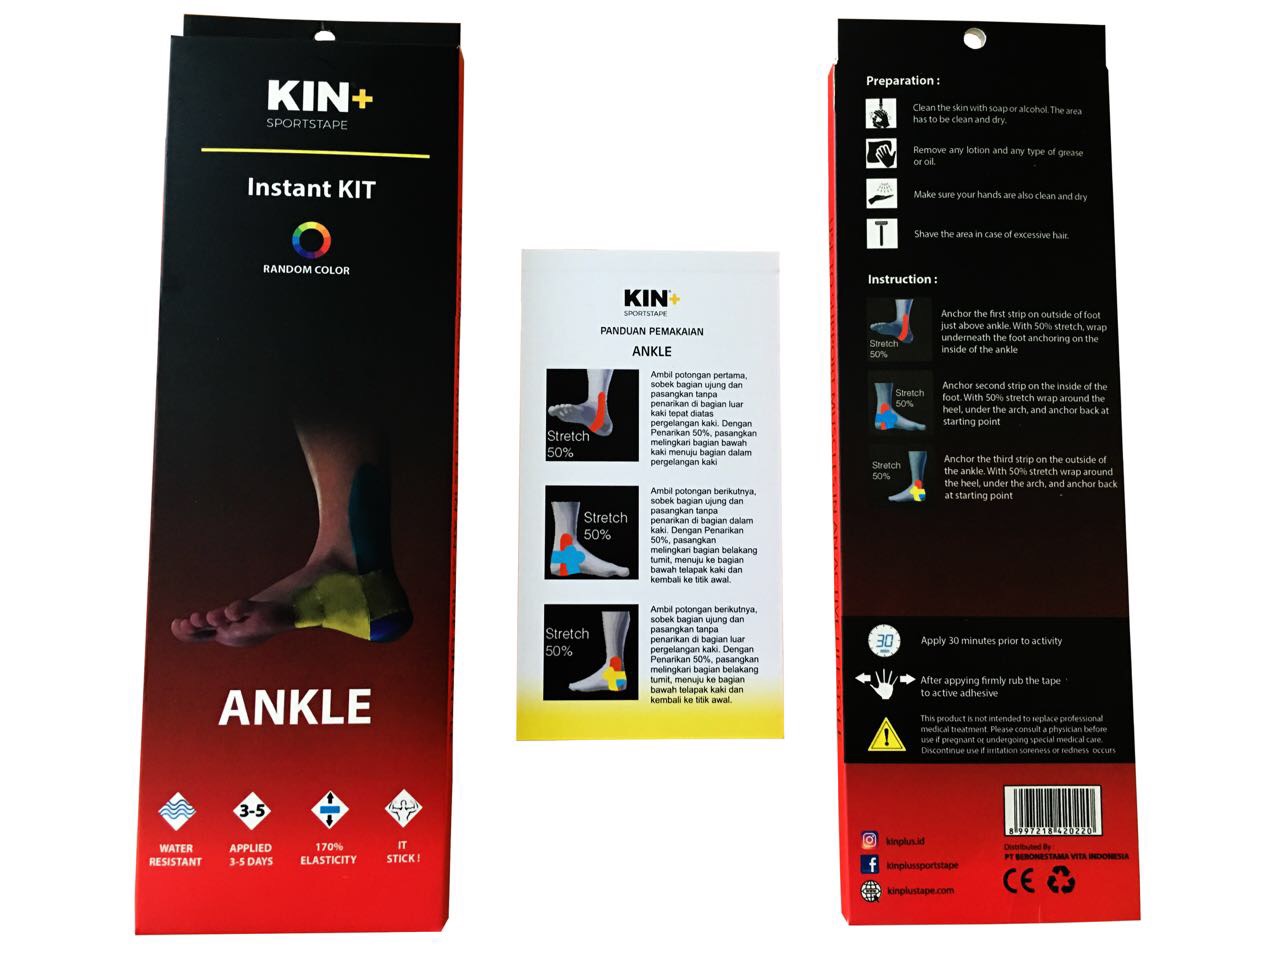 KIN+
SPORTSTAPE
Instant KIT
RANDOM COLOR
ANKLE
WATER
RESISTANT
3-5
APPLIED
3-5 DAYS
170%
ELASTICITY
IT
STICK !
KIN+
SPORTSTAPE
PANDUAN PEMAKAIAN
ANKLE
Stretch
50%
Ambil potongan pertama,
sobek bagian ujung dan
pasangkan tanpa
penarikan di bagian luar
kaki tepat diatas
pergelangan kaki. Dengan
Penarikan 50%, pasangkan
melingkari bagian bawah
kaki menuju bagian dalam
pergelangan kaki
Stretch
50%
Ambil potongan berikutnya,
sobek bagian ujung dan
pasangkan tanpa
penarikan di bagian dalam
kaki. Dengan Penarikan
50%, pasangkan
melingkari bagian belakang
tumit, menuju ke bagian
bawah telapak kaki dan
kembali ke titik awal.
Stretch
50%
Ambil potongan berikutnya,
sobek bagian ujung dan
pasangkan tanpa
penarikan di bagian luar
pergelangan kaki. Dengan
Penarikan 50%, pasangkan
melingkari bagian belakang
tumit, menuju ke bagian
bawah telapak kaki dan
kembali ke titik awal.
Preparation :
Clean the skin with soap or alcohol. The area
has to be clean and dry.
Remove any lotion and any type of grease
or oil.
Make sure your hands are also clean and dry
Shave the area in case of excessive hair.
Instruction :
Stretch
50%
Anchor the first strip on outside of foot
just above ankle. With 50% stretch, wrap
underneath the foot anchoring on the
inside of the ankle
Stretch
50%
Anchor second strip on the inside of the
foot. With 50% stretch wrap around the
heel, under the arch, and anchor back at
starting point
Stretch
50%
Anchor the third strip on the outside of
the ankle. With 50% stretch wrap around
the heel, under the arch, and anchor back
at starting point
30
Apply 30 minutes prior to activity
After appying firmly rub the tape
to active adhesive
This product is not intended to replace professional
medical treatment. Please consult a physician before
use if pregnant or undergoing special medical care.
Discontinue use if irritation soreness or redness occurs
8 997218 420220
kinplus.id
kinplussportstape
kinplustape.com
Distributed By :
PT BERONESTAMA VITA INDONESIA
CE